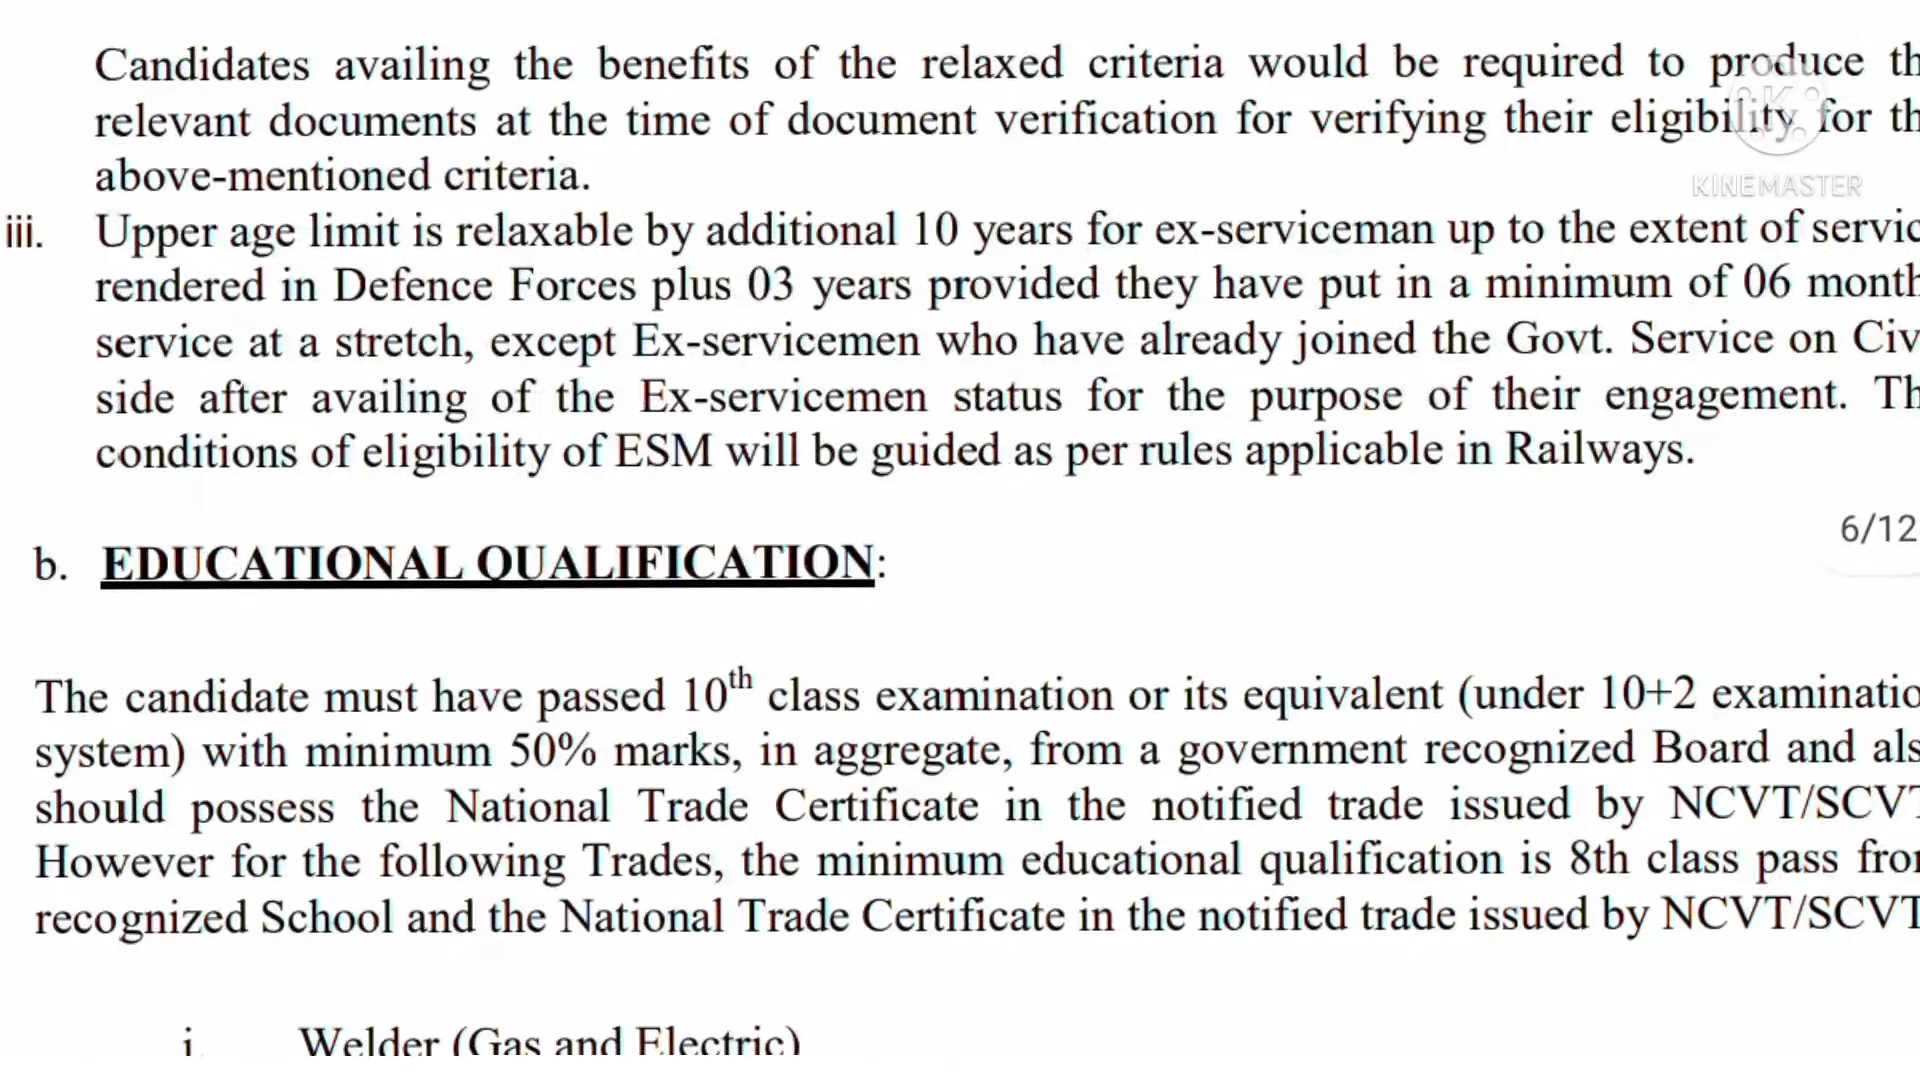 Candidates availing the benefits of the relaxed criteria would be required to produce th
relevant documents at the time of document verification for verifying their eligibility for th
above-mentioned criteria.
KINEMASTER
iii. Upper age limit is relaxable by additional 10 years for ex-serviceman up to the extent of servic
rendered in Defence Forces plus 03 years provided they have put in a minimum of 06 month
service at a stretch, except Ex-servicemen who have already joined the Govt. Service on Civ
side after availing of the Ex-servicemen status for the purpose of their engagement. Th
conditions of eligibility of ESM will be guided as per rules applicable in Railways.
6/12
b. EDUCATIONAL QUALIFICATION:
The candidate must have passed 10th class examination or its equivalent (under 10+2 examinatio
system) with minimum 50% marks, in aggregate, from a government recognized Board and als
should possess the National Trade Certificate in the notified trade issued by NCVT/SCVT
However for the following Trades, the minimum educational qualification is 8th class pass fro
recognized School and the National Trade Certificate in the notified trade issued by NCVT/SCVT
i. Welder (Gas and Electric)